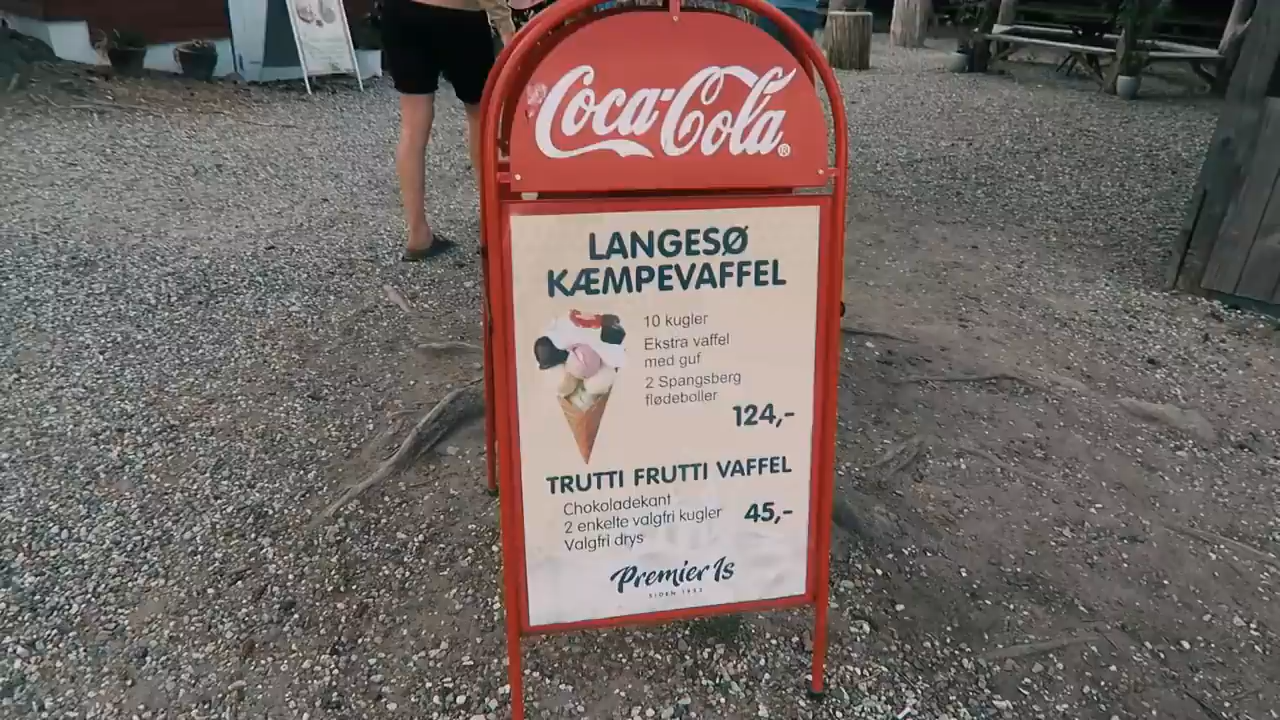 Coca-Cola®
LANGESØ
KÆMPEVAFFEL
10 kugler
Ekstra vaffel
med guf
2 Spangsberg
flødeboller
124,-
TRUTTI FRUTTI VAFFEL
Chokoladekant
2 enkelte valgfri kugler
45,-
Valgfri drys
Premier Is